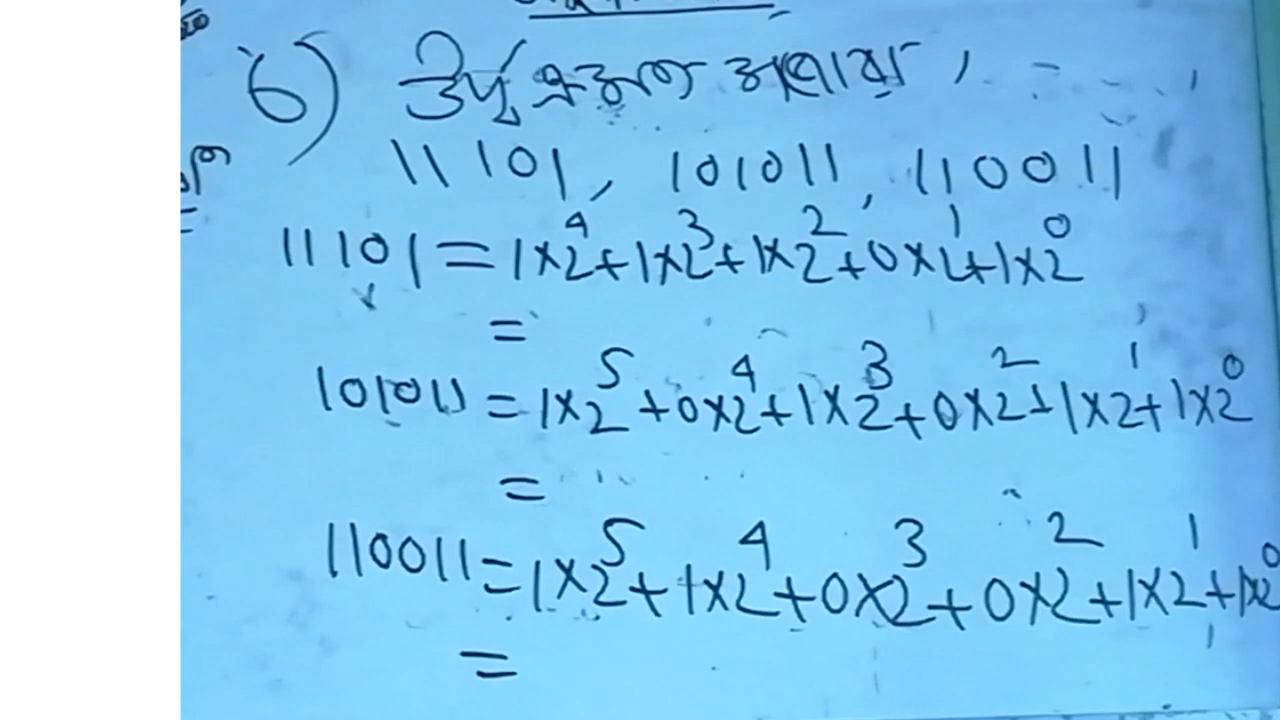 6)
11101, 101011, 110011
11101 = 1×2⁴+1×2³+1×2²+0×2¹+1×2⁰
=
101011 = 1×2⁵+0×2⁴+1×2³+0×2²+1×2¹+1×2⁰
=
110011 = 1×2⁵+1×2⁴+0×2³+0×2²+1×2¹+1×2⁰
=